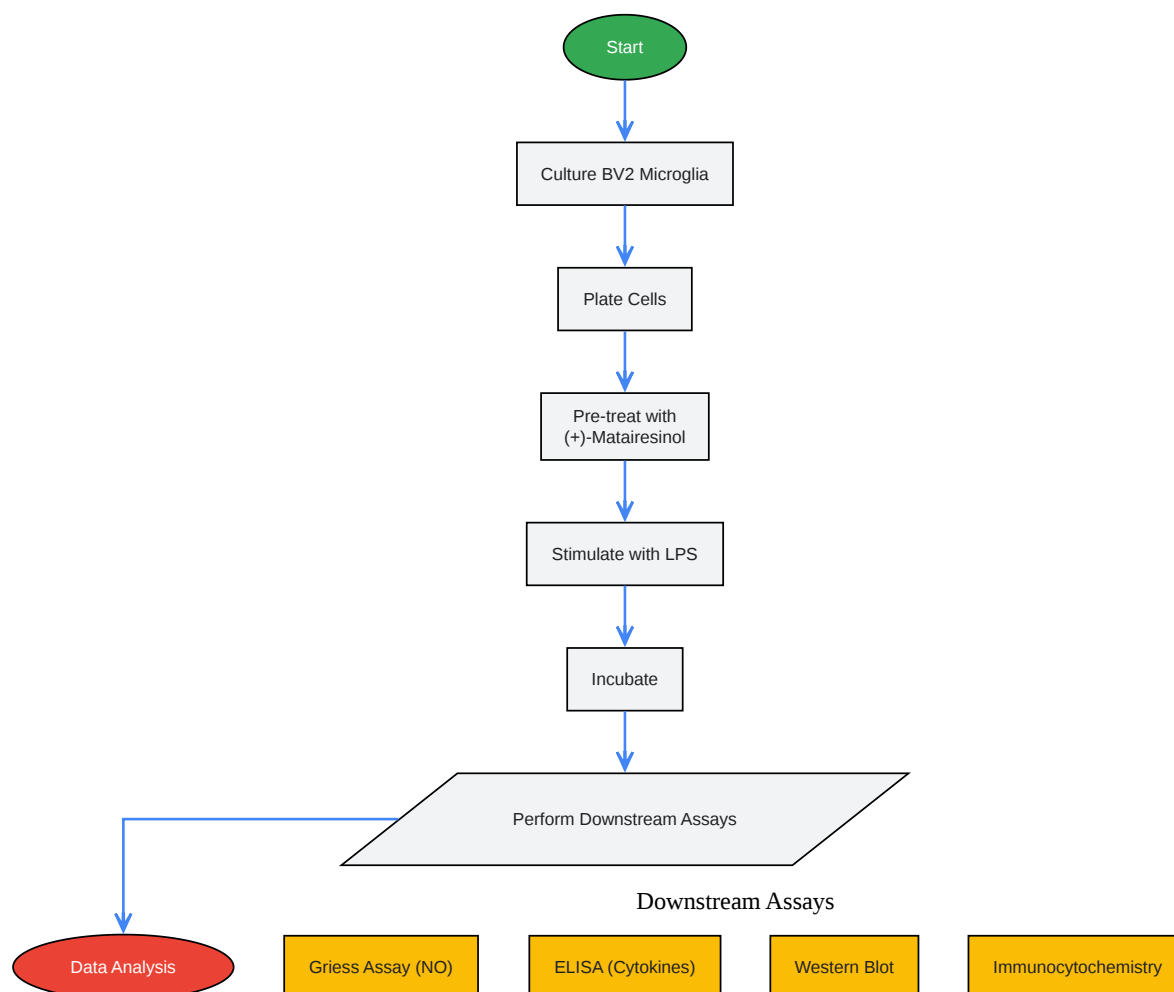 Start
Culture BV2 Microglia
Plate Cells
Pre-treat with
(+)-Matairesinol
Stimulate with LPS
Incubate
Perform Downstream Assays
Downstream Assays
Data Analysis
Griess Assay (NO)
ELISA (Cytokines)
Western Blot
Immunocytochemistry